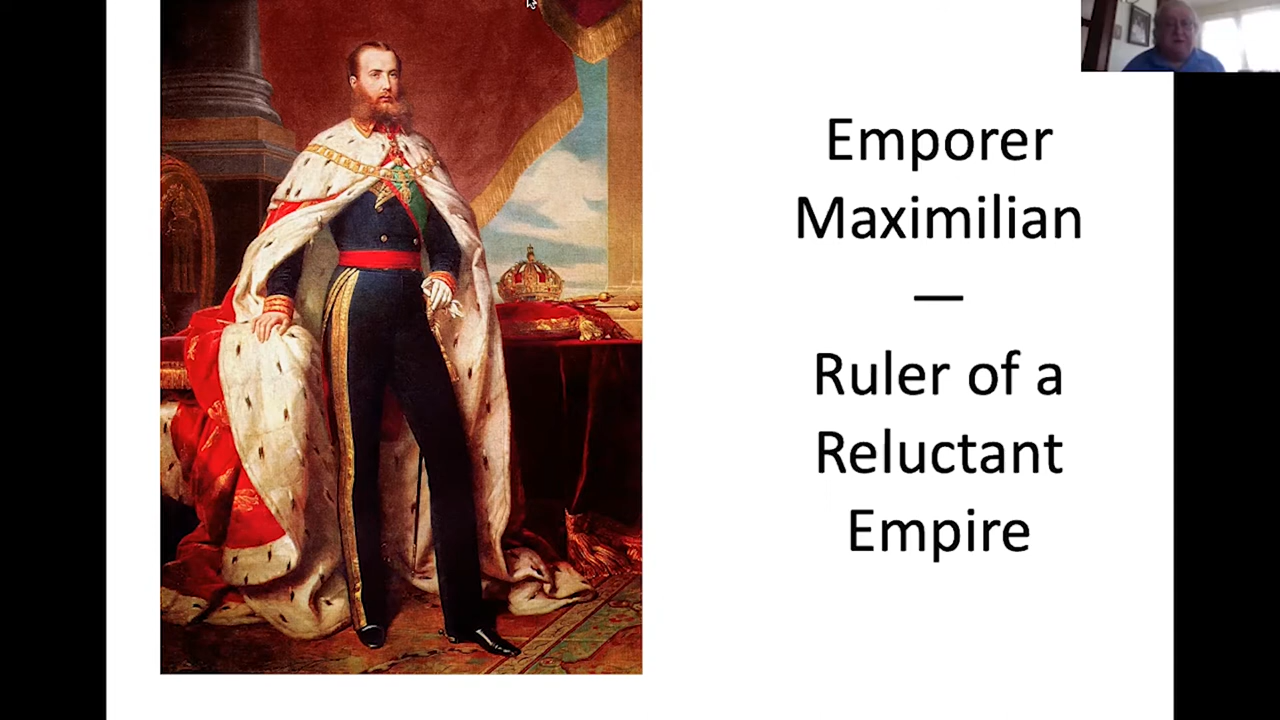 Emporer
Maximilian
—
Ruler of a
Reluctant
Empire